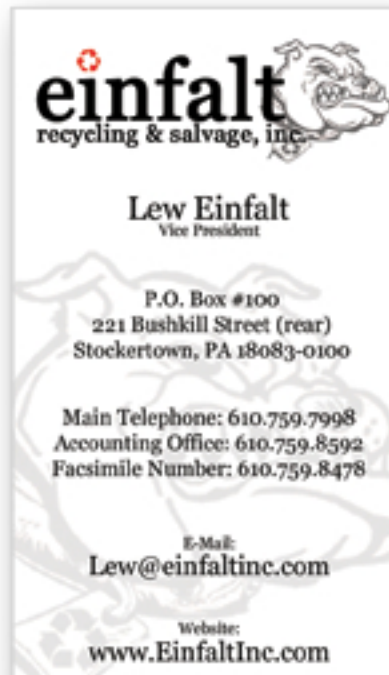 einfalt
recycling & salvage, inc.
Lew Einfalt
Vice President
P.O. Box #100
221 Bushkill Street (rear)
Stockertown, PA 18083-0100
Main Telephone: 610.759.7998
Accounting Office: 610.759.8592
Facsimile Number: 610.759.8478
E-Mail:
Lew@einfaltinc.com
Website:
www.EinfaltInc.com